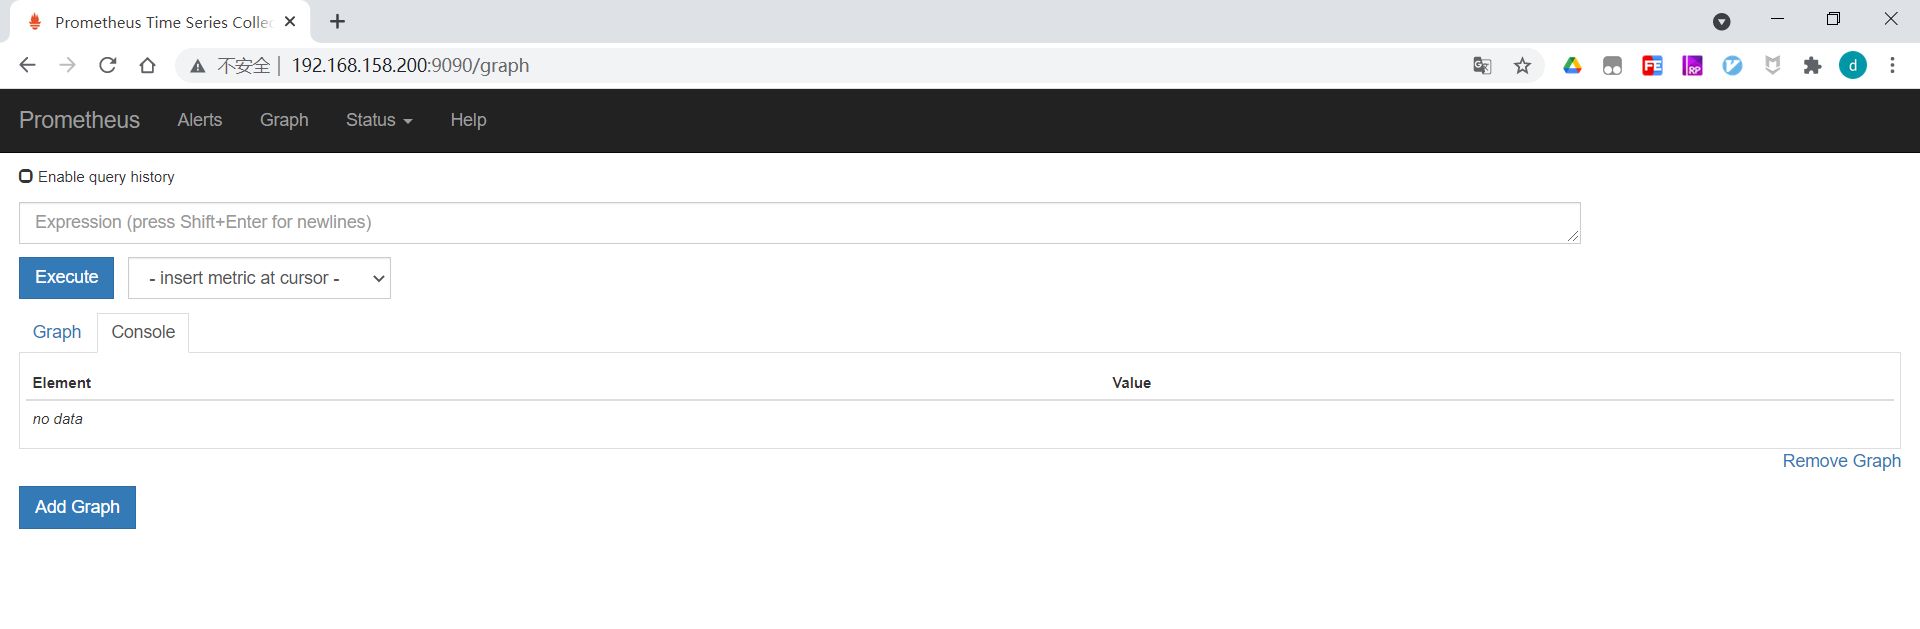 Prometheus Time Series Collec
不安全 | 192.168.158.200:9090/graph
d
Prometheus Alerts Graph Status Help
Enable query history
Expression (press Shift+Enter for newlines)
Execute - insert metric at cursor -
Graph Console
Element Value
no data
Remove Graph
Add Graph